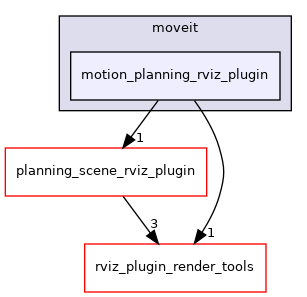 moveit
motion_planning_rviz_plugin
1
planning_scene_rviz_plugin
3
1
rviz_plugin_render_tools